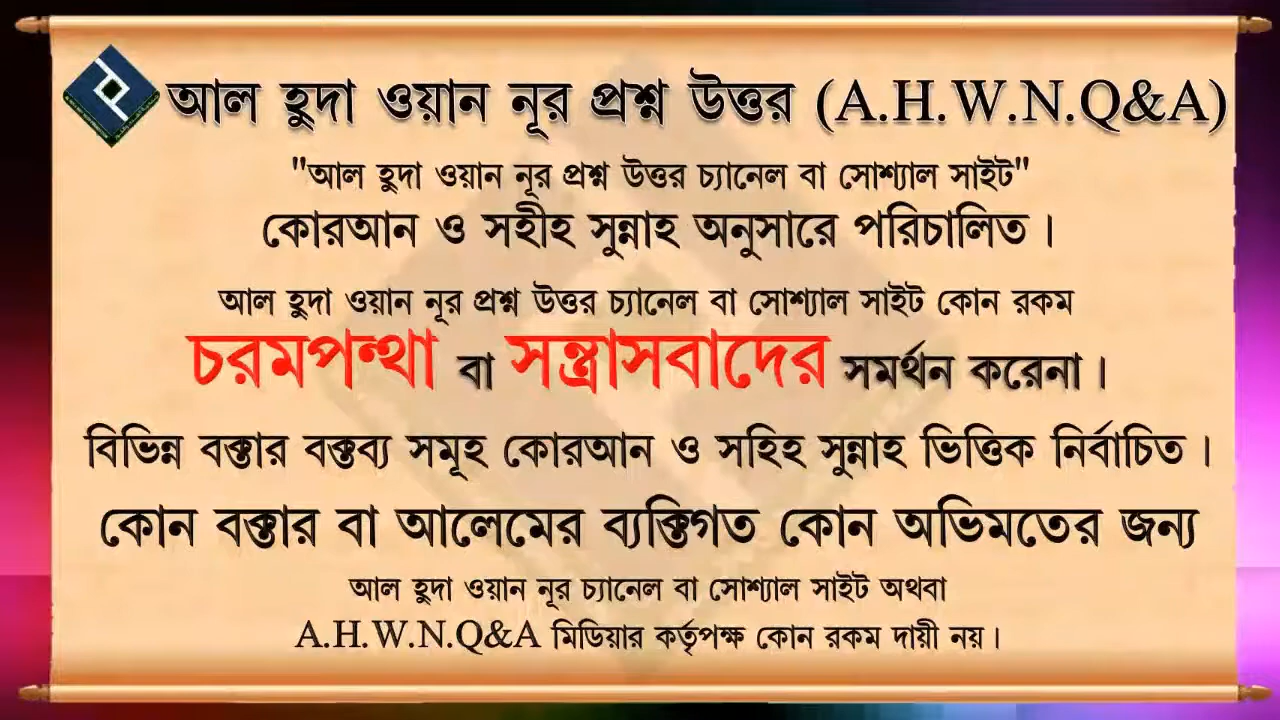 আল হুদা ওয়ান নূর প্রশ্ন উত্তর (A.H.W.N.Q&A)
"আল হুদা ওয়ান নূর প্রশ্ন উত্তর চ্যানেল বা সোশ্যাল সাইট"
কোরআন ও সহীহ সুন্নাহ অনুসারে পরিচালিত।
আল হুদা ওয়ান নূর প্রশ্ন উত্তর চ্যানেল বা সোশ্যাল সাইট কোন রকম
চরমপন্থা বা সন্ত্রাসবাদের সমর্থন করেনা।
বিভিন্ন বক্তার বক্তব্য সমূহ কোরআন ও সহিহ সুন্নাহ ভিত্তিক নির্বাচিত।
কোন বক্তার বা আলেমের ব্যক্তিগত কোন অভিমতের জন্য
আল হুদা ওয়ান নূর চ্যানেল বা সোশ্যাল সাইট অথবা
A.H.W.N.Q&A মিডিয়ার কর্তৃপক্ষ কোন রকম দায়ী নয়।